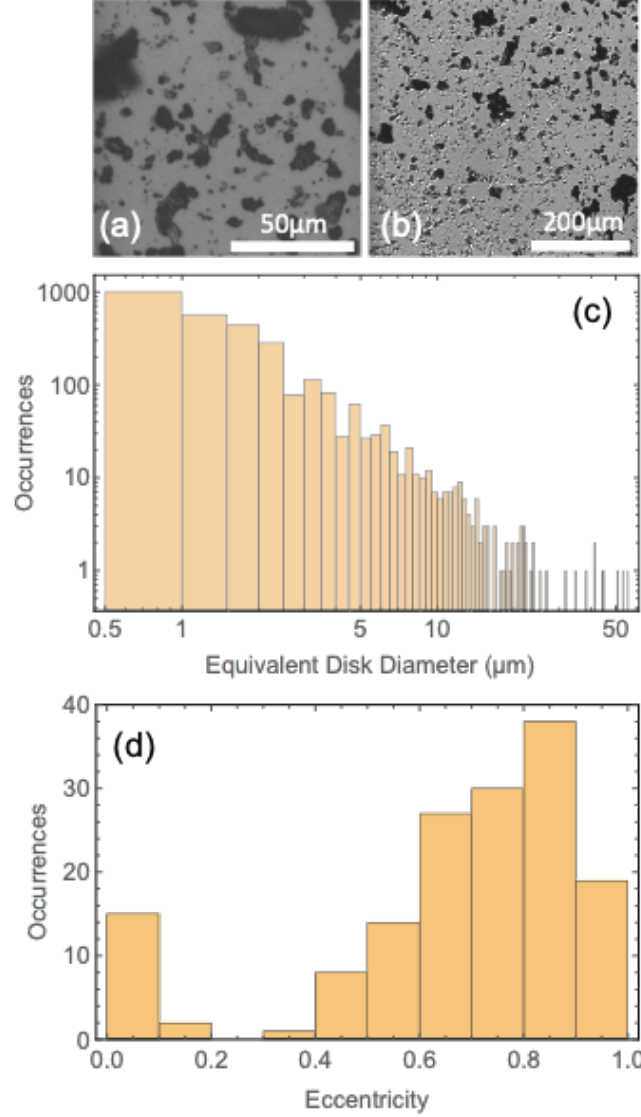 (a) 50µm (b) 200µm
(c)
1000
100
10
1
Occurrences
0.5 1 5 10 50
Equivalent Disk Diameter (µm)
(d)
40
30
20
10
0
Occurrences
0.0 0.2 0.4 0.6 0.8 1.0
Eccentricity